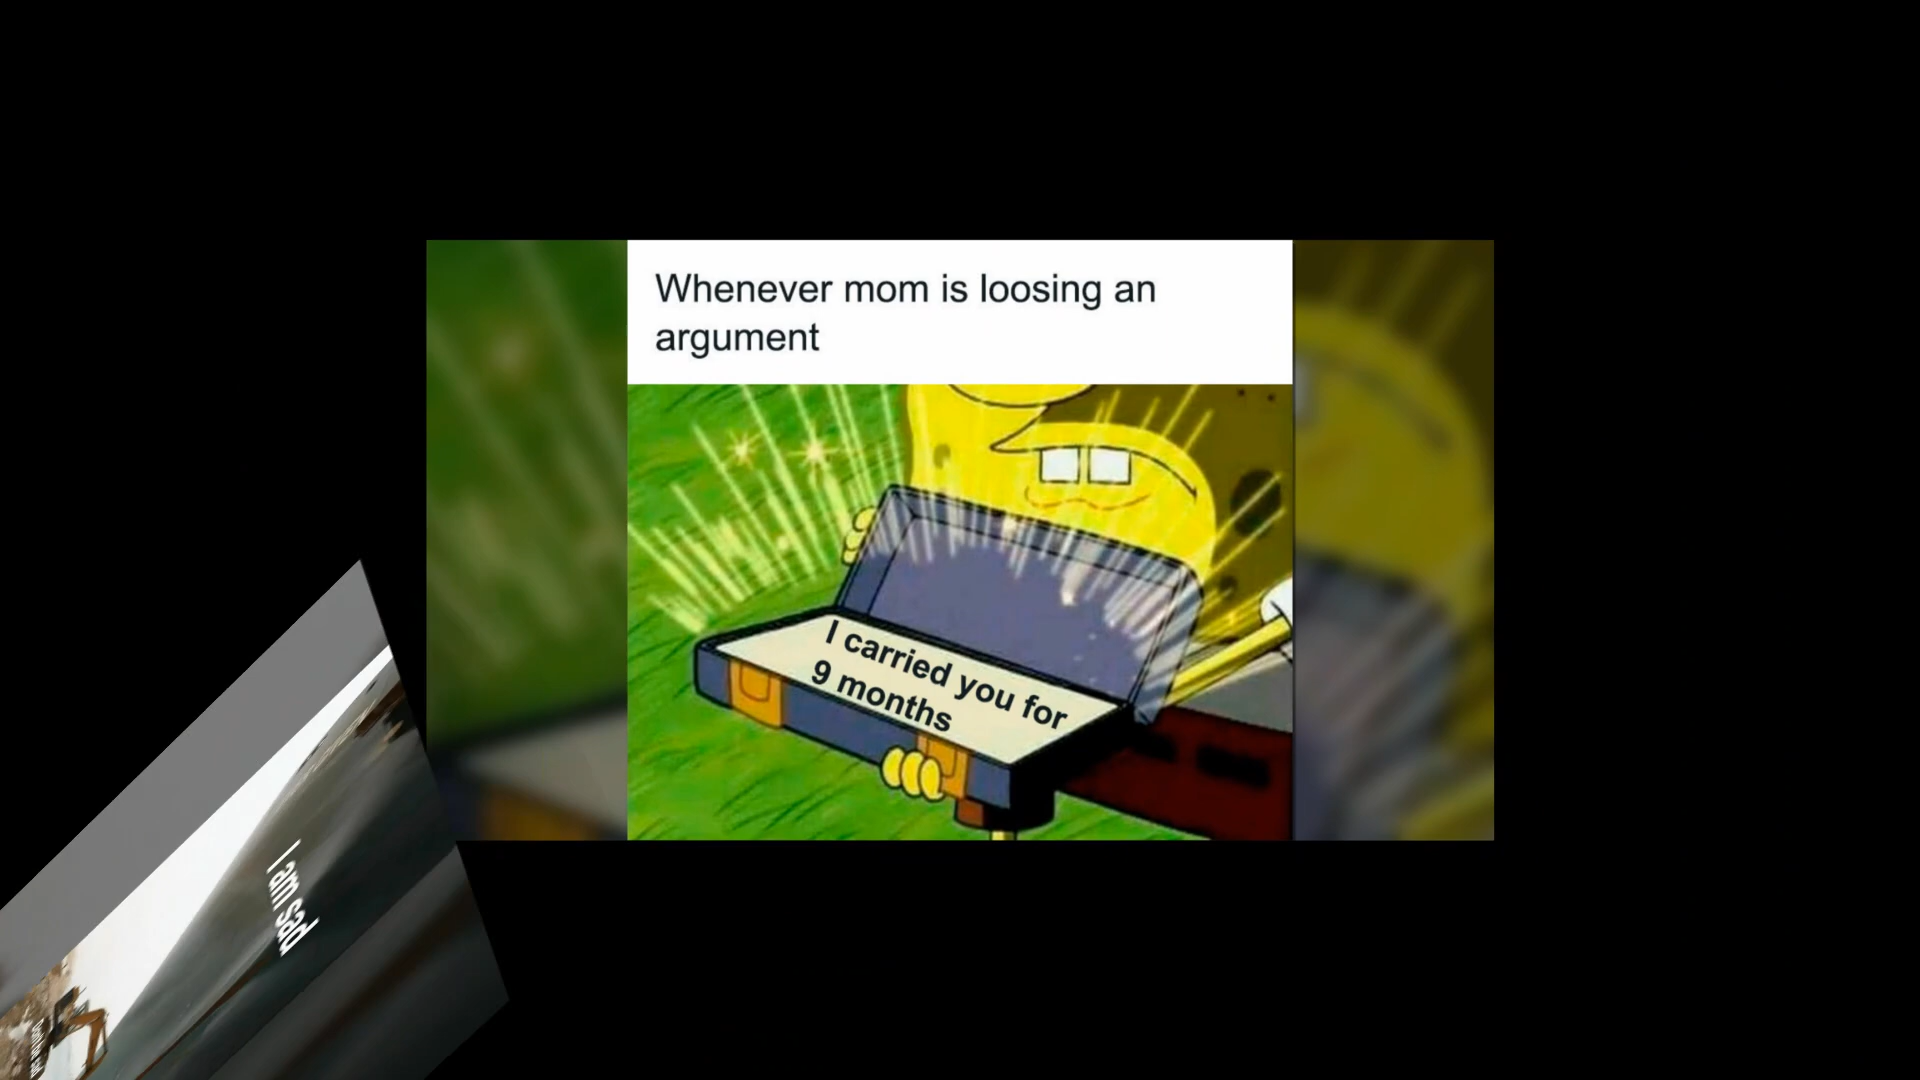 Whenever mom is loosing an
argument
I carried you for
9 months
I am sad